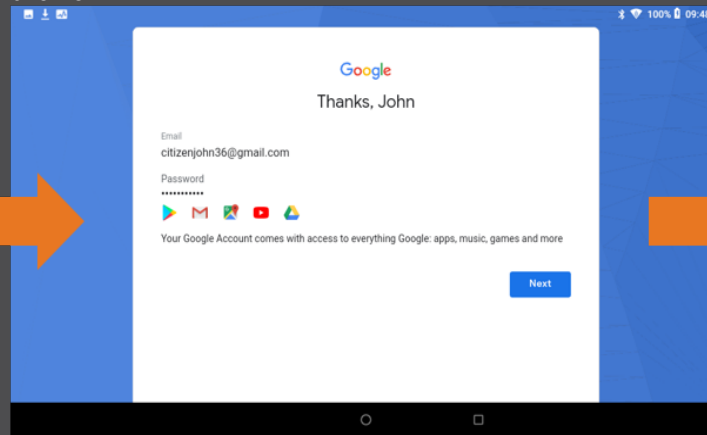 100% 09:48
Google
Thanks, John
Email
citizenjohn36@gmail.com
Password
•••••••••••
Your Google Account comes with access to everything Google: apps, music, games and more
Next